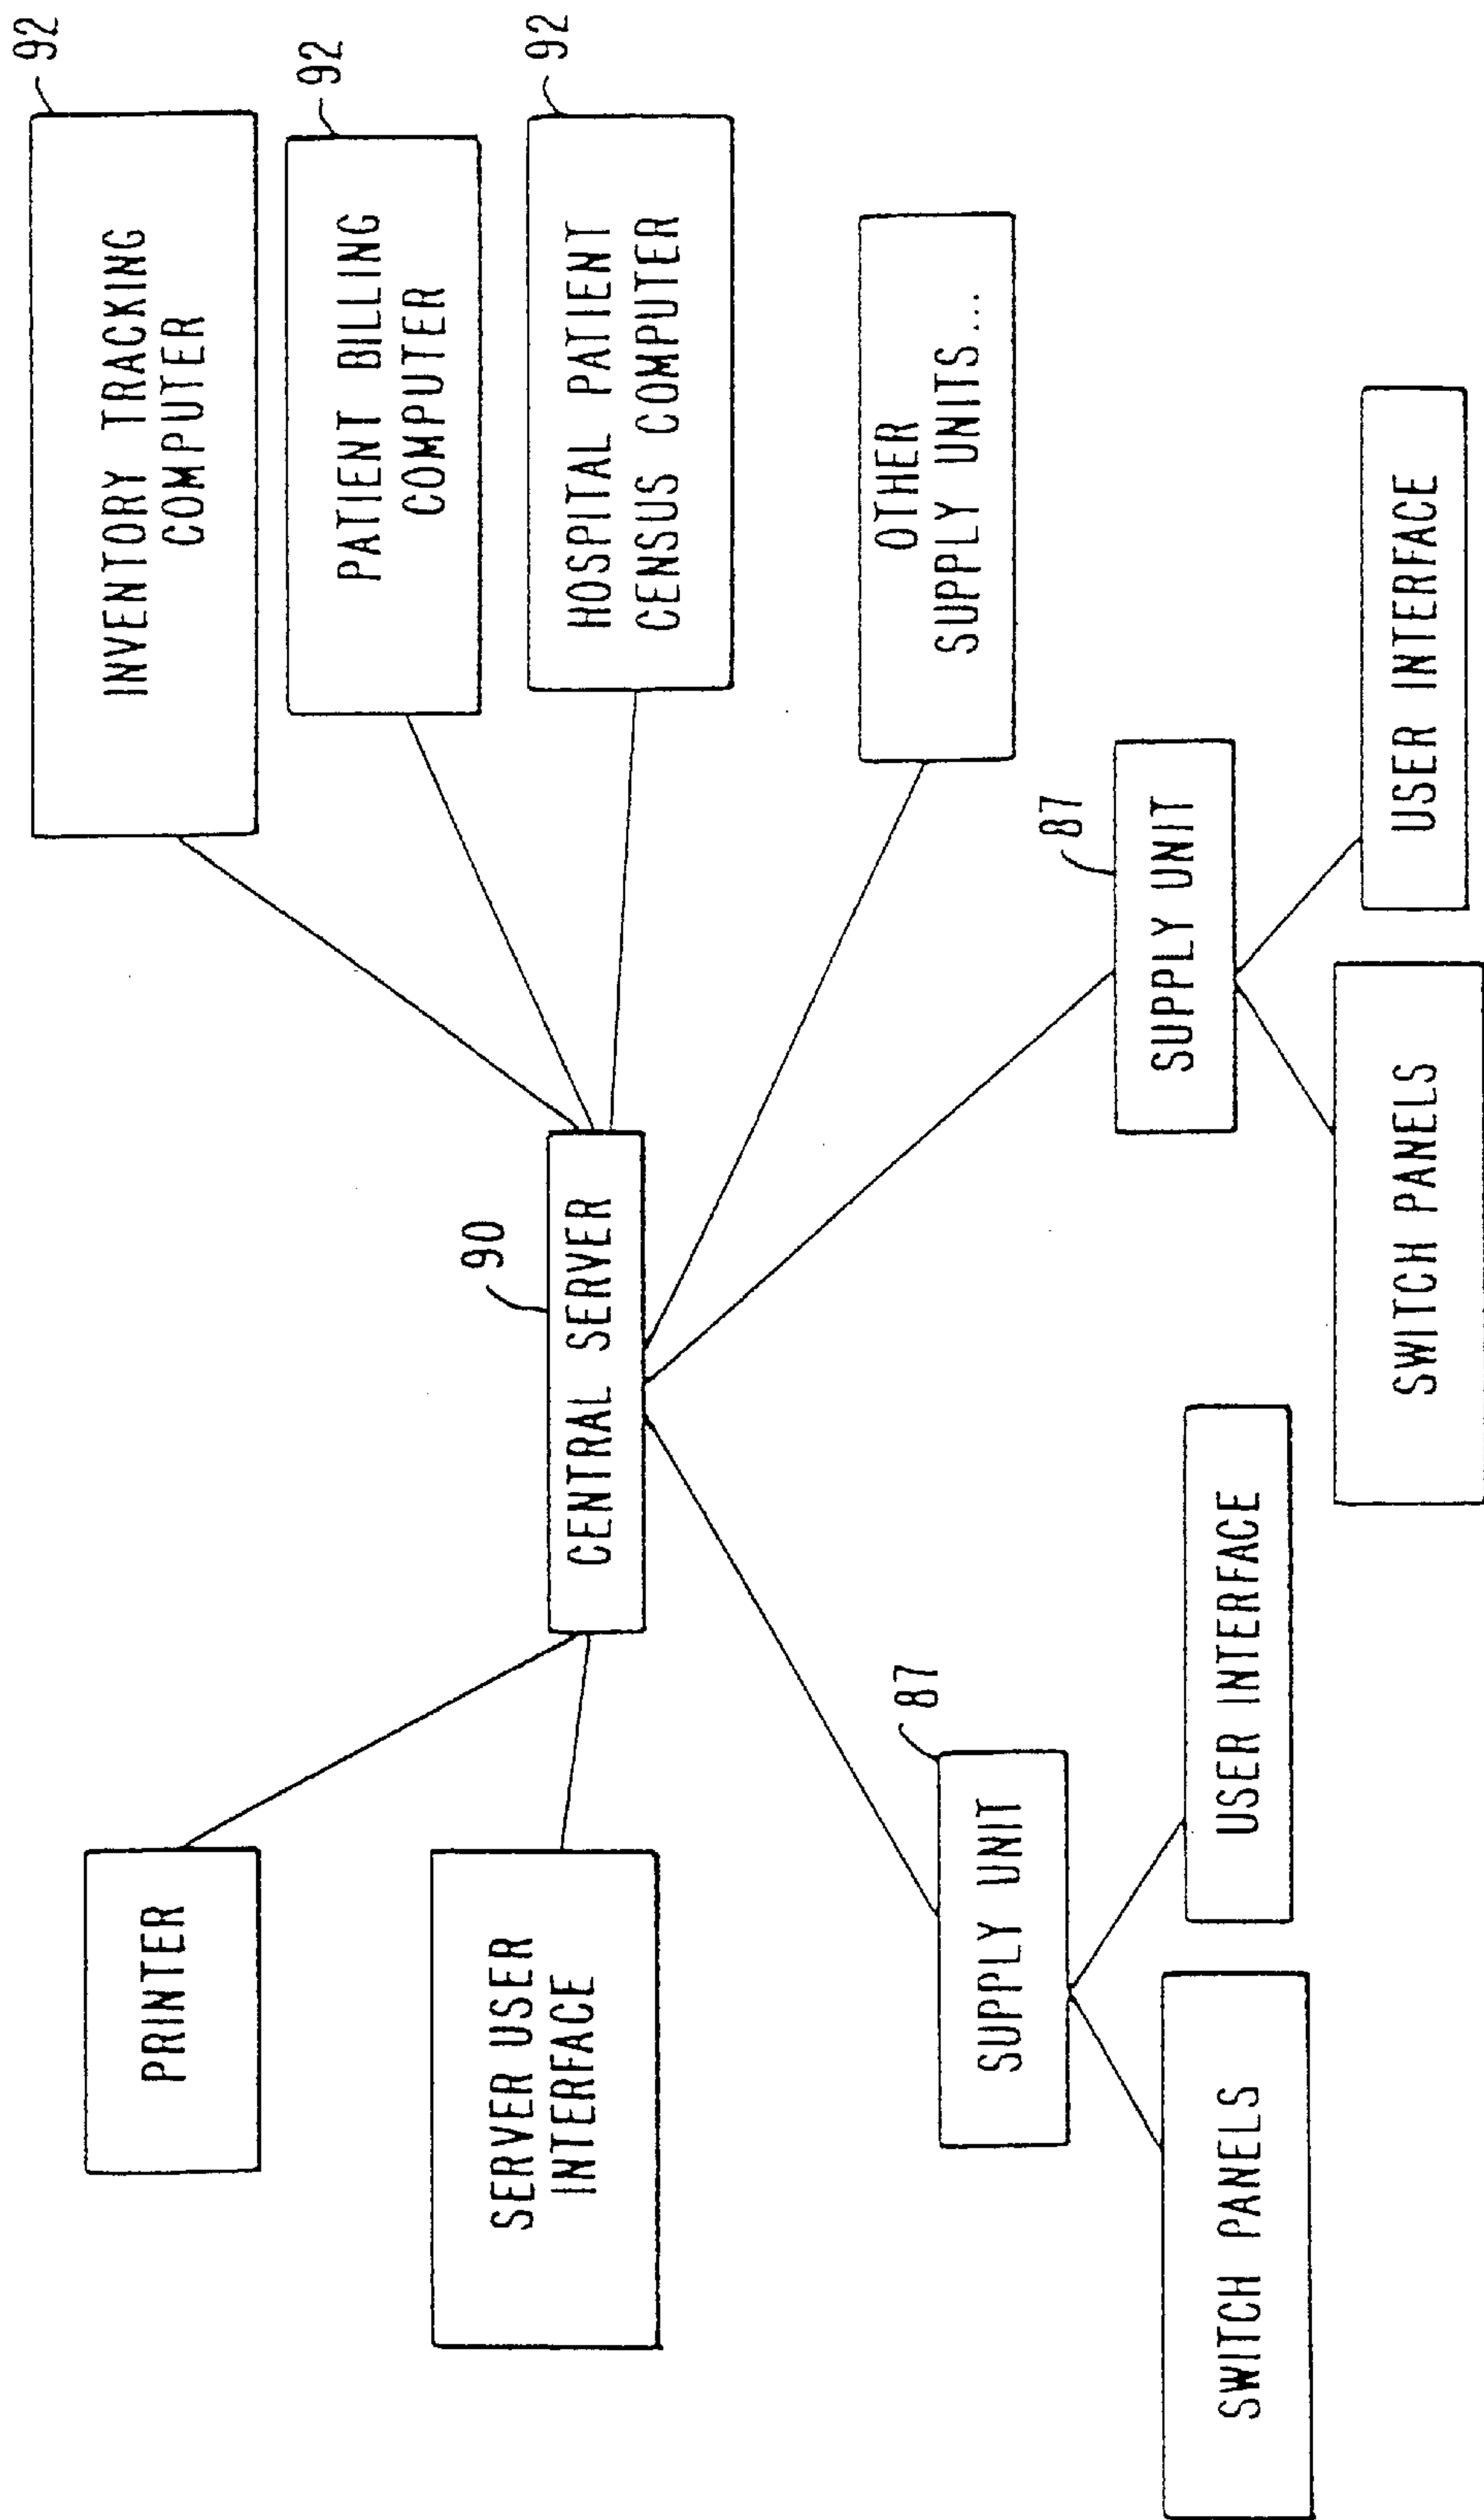 PRINTER
SERVER USER
INTERFACE
90
CENTRAL SERVER
92
INVENTORY TRACKING
COMPUTER
92
PATIENT BILLING
COMPUTER
92
HOSPITAL PATIENT
CENSUS COMPUTER
OTHER
SUPPLY UNITS...
87
SUPPLY UNIT
SWITCH PANELS
USER INTERFACE
87
SUPPLY UNIT
SWITCH PANELS
USER INTERFACE